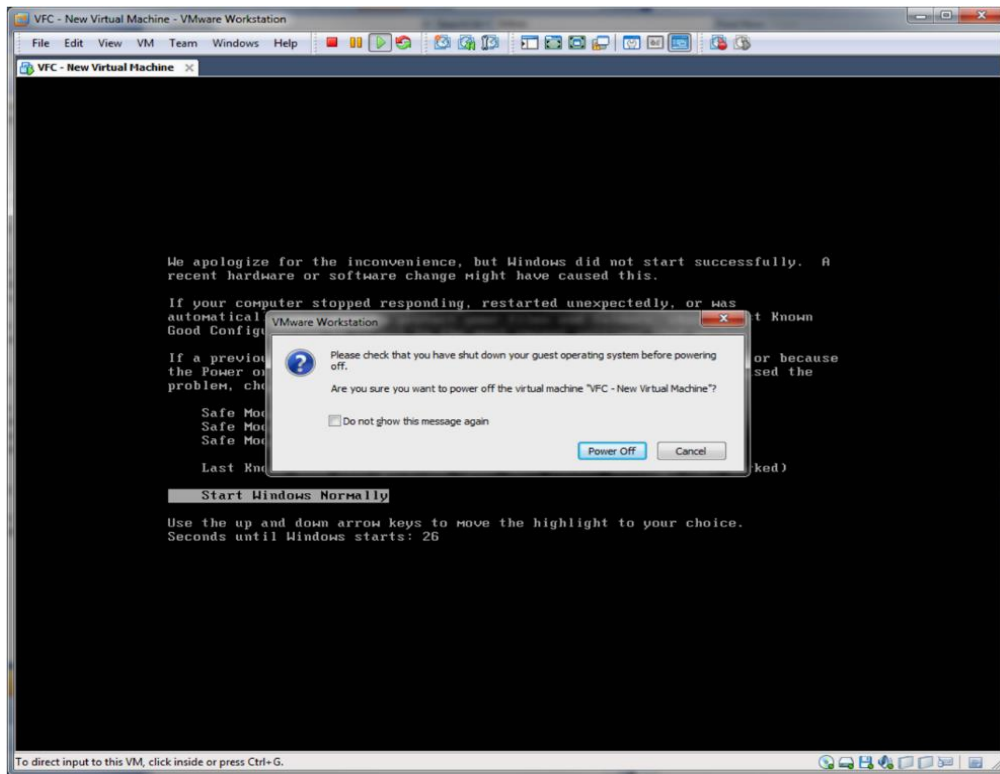 VFC - New Virtual Machine - VMware Workstation
File Edit View VM Team Windows Help
VFC - New Virtual Machine
We apologize for the inconvenience, but Windows did not start successfully. A
recent hardware or software change might have caused this.
If your computer stopped responding, restarted unexpectedly, or was
automatical
t Known
Good Configu
If a previou
or because
the Power o
sed the
problem, cho
VMware Workstation
Please check that you have shut down your guest operating system before powering
off.
Are you sure you want to power off the virtual machine "VFC - New Virtual Machine"?
Do not show this message again
Power Off Cancel
Safe Mod
Safe Mod
Safe Mod
Last Kno
ked)
Start Windows Normally
Use the up and down arrow keys to move the highlight to your choice.
Seconds until Windows starts: 26
To direct input to this VM, click inside or press Ctrl+G.